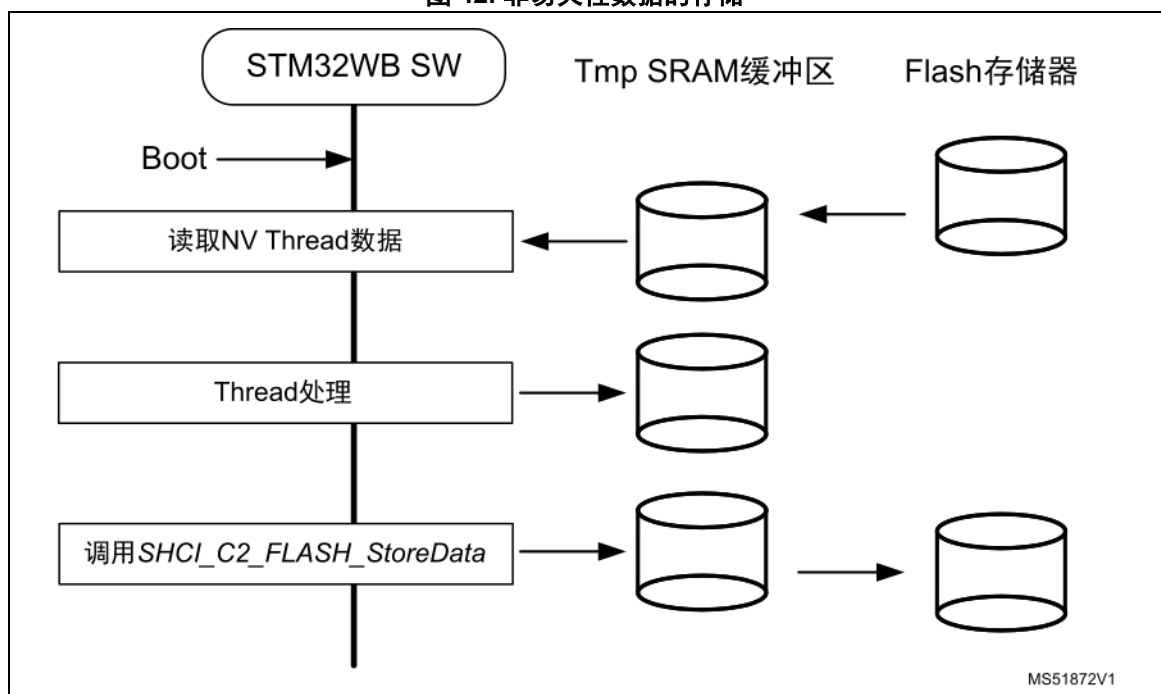 STM32WB SW
Tmp SRAM缓冲区
Flash存储器
Boot
读取NV Thread数据
Thread处理
调用SHCI_C2_FLASH_StoreData
MS51872V1